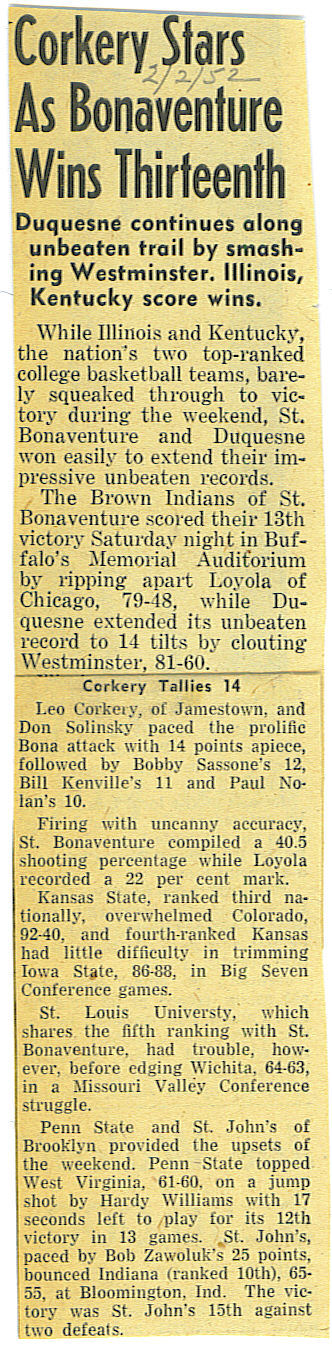 Corkery Stars
2/2/52
As Bonaventure
Wins Thirteenth
Duquesne continues along
unbeaten trail by smash-
ing Westminster. Illinois,
Kentucky score wins.
While Illinois and Kentucky,
the nation's two top-ranked
college basketball teams, bare-
ly squeaked through to vic-
tory during the weekend, St.
Bonaventure and Duquesne
won easily to extend their im-
pressive unbeaten records.
The Brown Indians of St.
Bonaventure scored their 13th
victory Saturday night in Buf-
falo's Memorial Auditorium
by ripping apart Loyola of
Chicago, 79-48, while Du-
quesne extended its unbeaten
record to 14 tilts by clouting
Westminster, 81-60.
Corkery Tallies 14
Leo Corkery, of Jamestown, and
Don Solinsky paced the prolific
Bona attack with 14 points apiece,
followed by Bobby Sassone's 12,
Bill Kenville's 11 and Paul No-
lan's 10.
Firing with uncanny accuracy,
St. Bonaventure compiled a 40.5
shooting percentage while Loyola
recorded a 22 per cent mark.
Kansas State, ranked third na-
tionally, overwhelmed Colorado,
92-40, and fourth-ranked Kansas
had little difficulty in trimming
Iowa State, 86-88, in Big Seven
Conference games.
St. Louis Universty, which
shares the fifth ranking with St.
Bonaventure, had trouble, how-
ever, before edging Wichita, 64-63,
in a Missouri Valley Conference
struggle.
Penn State and St. John's of
Brooklyn provided the upsets of
the weekend. Penn State topped
West Virginia, 61-60, on a jump
shot by Hardy Williams with 17
seconds left to play for its 12th
victory in 13 games. St. John's,
paced by Bob Zawoluk's 25 points,
bounced Indiana (ranked 10th), 65-
55, at Bloomington, Ind. The vic-
tory was St. John's 15th against
two defeats.